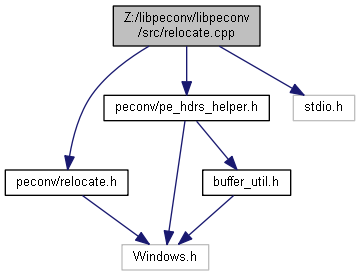 Z:/libpeconv/libpeconv
/src/relocate.cpp
peconv/pe_hdrs_helper.h
stdio.h
peconv/relocate.h
buffer_util.h
Windows.h